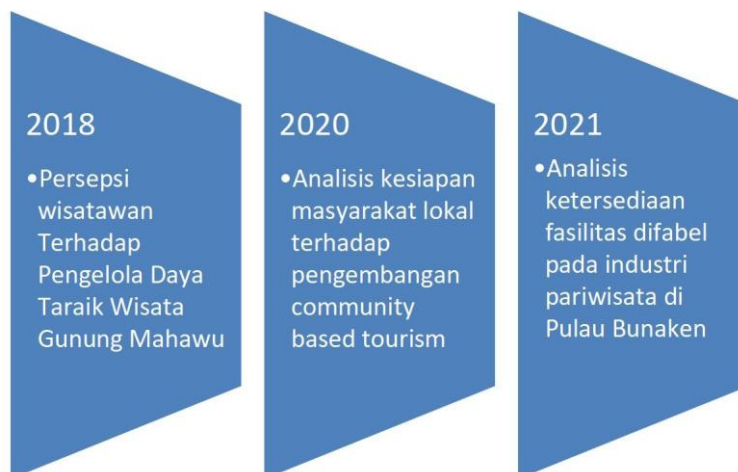 2018
•Persepsi
wisatawan
Terhadap
Pengelola Daya
Taraik Wisata
Gunung Mahawu
2020
•Analisis kesiapan
masyarakat lokal
terhadap
pengembangan
community
based tourism
2021
•Analisis
ketersediaan
fasilitas difabel
pada industri
pariwisata di
Pulau Bunaken